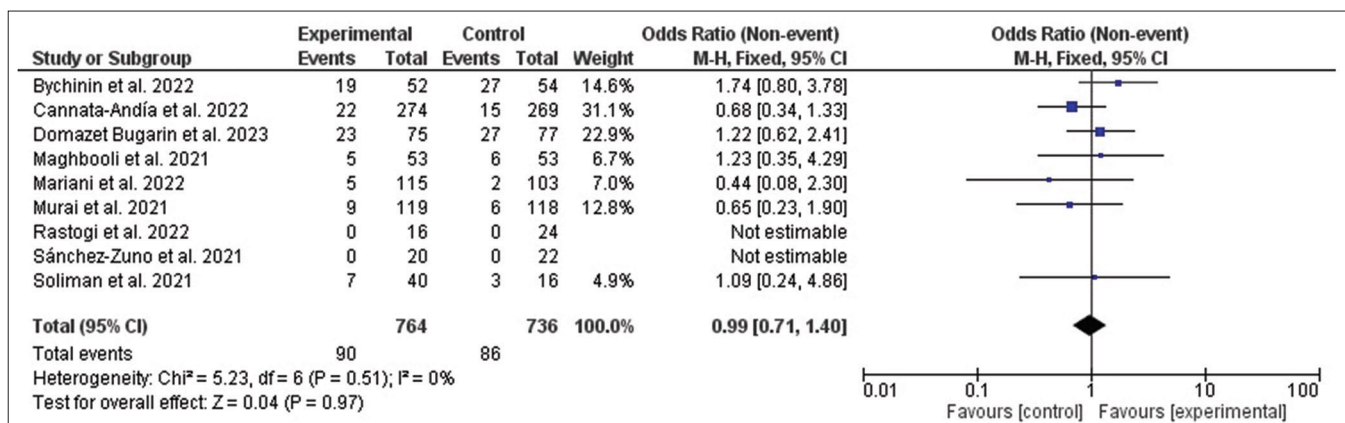 Experimental Control Odds Ratio (Non-event) Odds Ratio (Non-event)
Study or Subgroup Events Total Events Total Weight M-H, Fixed, 95% CI M-H, Fixed, 95% CI
Bychinin et al. 2022 19 52 27 54 14.6% 1.74 [0.80, 3.78]
Cannata-Andía et al. 2022 22 274 15 269 31.1% 0.68 [0.34, 1.33]
Domazet Bugarin et al. 2023 23 75 27 77 22.9% 1.22 [0.62, 2.41]
Maghbooli et al. 2021 5 53 6 53 6.7% 1.23 [0.35, 4.29]
Mariani et al. 2022 5 115 2 103 7.0% 0.44 [0.08, 2.30]
Murai et al. 2021 9 119 6 118 12.8% 0.65 [0.23, 1.90]
Rastogi et al. 2022 0 16 0 24 Not estimable
Sánchez-Zuno et al. 2021 0 20 0 22 Not estimable
Soliman et al. 2021 7 40 3 16 4.9% 1.09 [0.24, 4.86]
Total (95% CI) 764 736 100.0% 0.99 [0.71, 1.40]
Total events 90 86
Heterogeneity: Chi² = 5.23, df = 6 (P = 0.51); I² = 0%
Test for overall effect: Z = 0.04 (P = 0.97)
0.01 0.1 1 10 100
Favours [control] Favours [experimental]